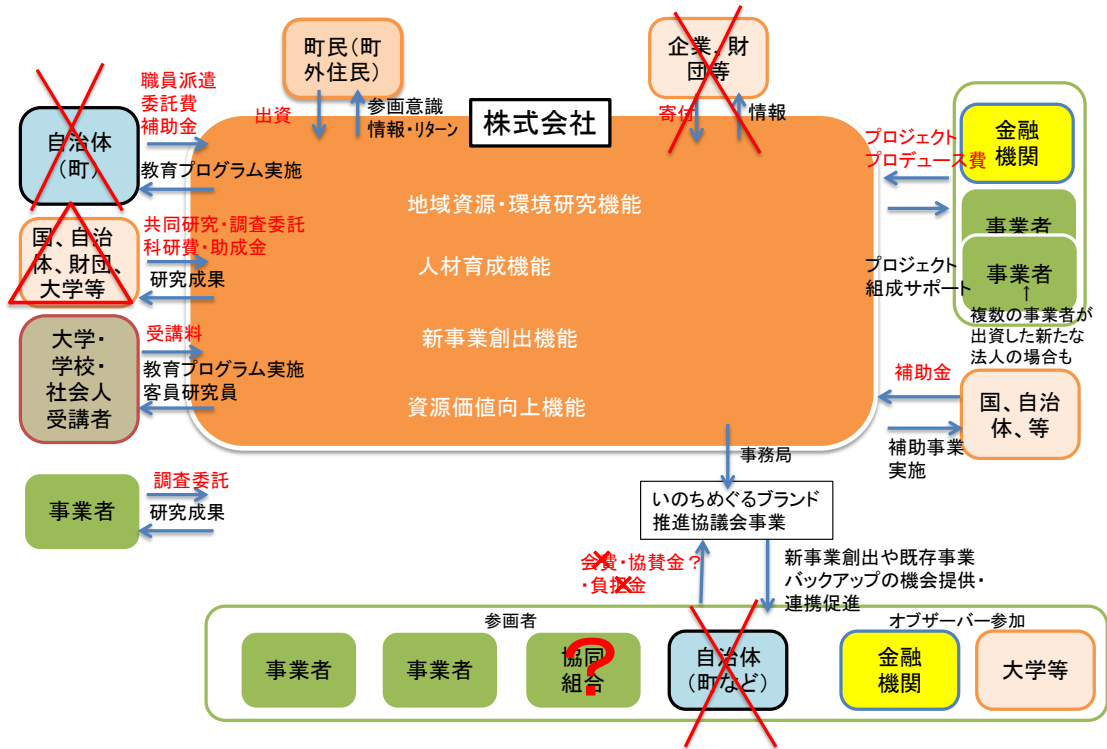 町民(町
外住民)
企業、財
団等
職員派遣
委託費
補助金
自治体
(町)
教育プログラム実施
出資
参画意識
情報・リターン
株式会社
寄付
情報
プロジェクト
プロデュース費
金融
機関
事業者
事業者
↑
複数の事業者が
出資した新たな
法人の場合も
プロジェクト
組成サポート
地域資源・環境研究機能
人材育成機能
新事業創出機能
資源価値向上機能
国、自治
体、財団、
大学等
共同研究・調査委託
科研費・助成金
研究成果
大学・
学校・
社会人
受講者
受講料
教育プログラム実施
客員研究員
補助金
国、自治
体、等
補助事業
実施
事業者
調査委託
研究成果
事務局
いのちめぐるブランド
推進協議会事業
会費・協賛金?
・負担金
新事業創出や既存事業
バックアップの機会提供・
連携促進
参画者
オブザーバー参加
事業者
事業者
協同
組合
?
自治体
(町など)
金融
機関
大学等